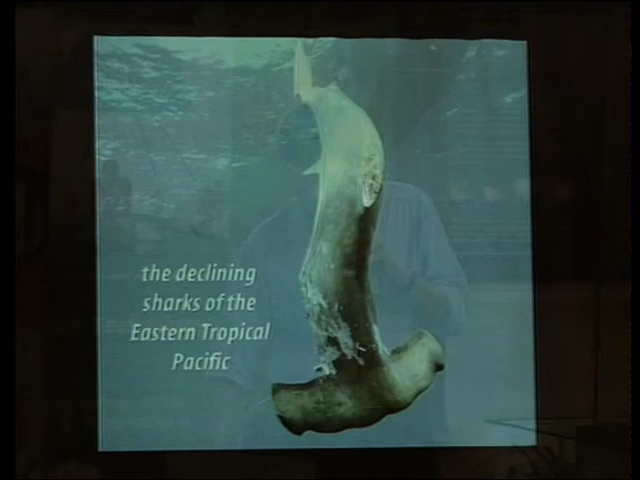 the declining
sharks of the
Eastern Tropical
Pacific